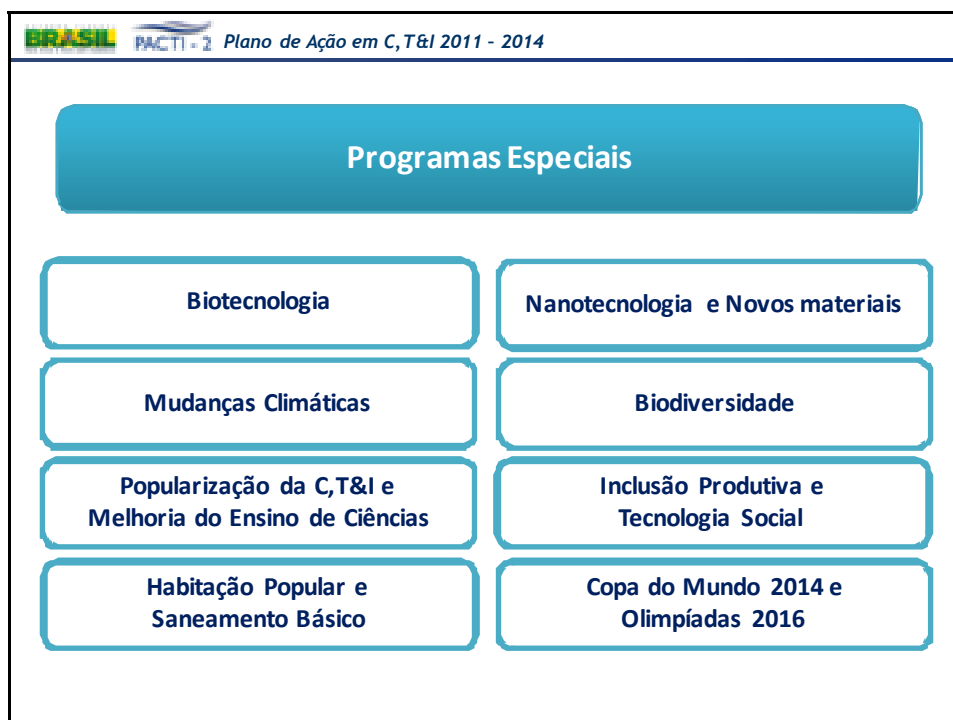 BRASIL PACTI - 2 Plano de Ação em C,T&I 2011 - 2014
Programas Especiais
Biotecnologia
Nanotecnologia e Novos materiais
Mudanças Climáticas
Biodiversidade
Popularização da C,T&I e
Melhoria do Ensino de Ciências
Inclusão Produtiva e
Tecnologia Social
Habitação Popular e
Saneamento Básico
Copa do Mundo 2014 e
Olimpíadas 2016